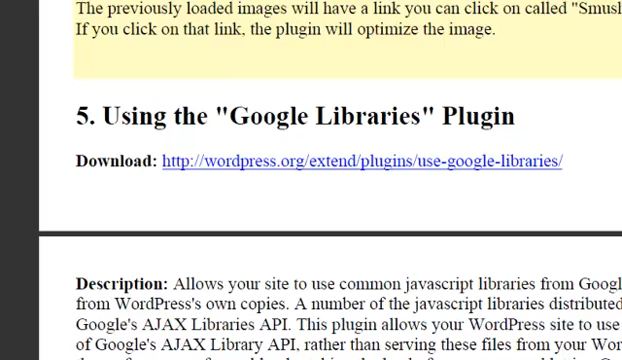 The previously loaded images will have a link you can click on called "Smush
If you click on that link, the plugin will optimize the image.
5. Using the "Google Libraries" Plugin
Download: http://wordpress.org/extend/plugins/use-google-libraries/
Description: Allows your site to use common javascript libraries from Googl
from WordPress's own copies. A number of the javascript libraries distributed
Google's AJAX Libraries API. This plugin allows your WordPress site to use
of Google's AJAX Library API, rather than serving these files from your Wor